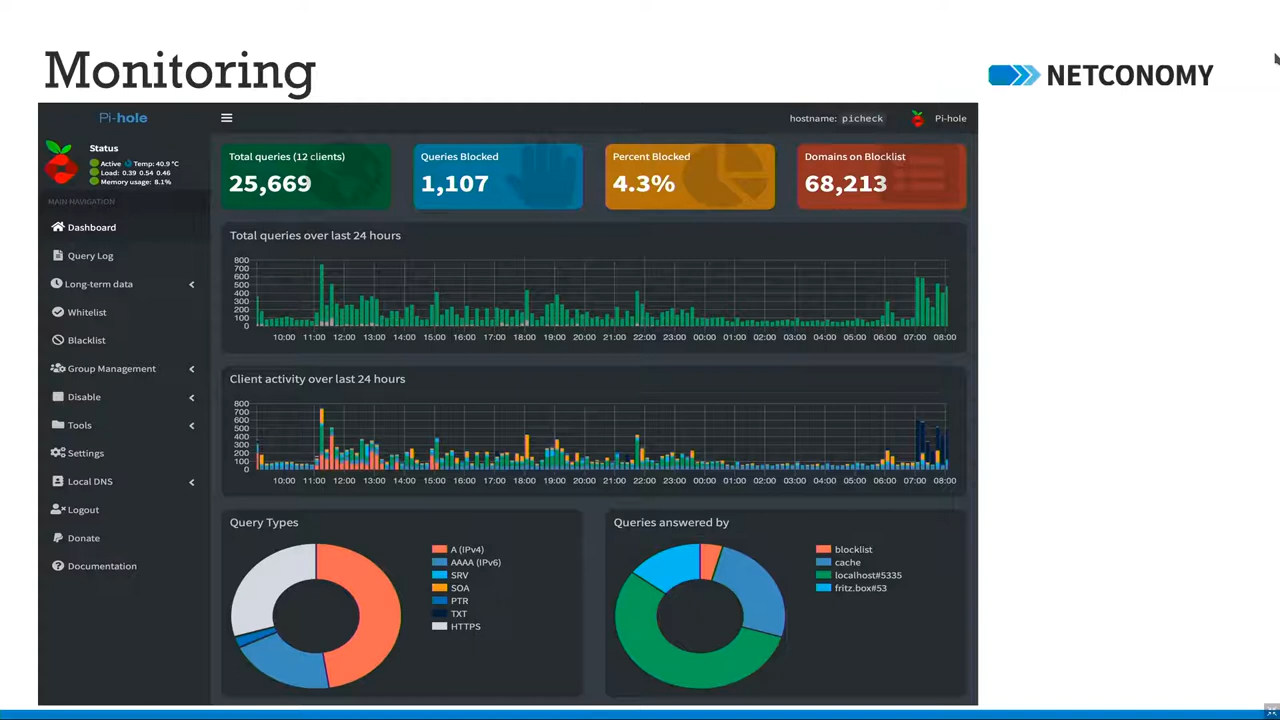 Monitoring
NETCONOMY
Pi-hole
hostname: picheck
Pi-hole
Status
Active Temp: 40.9 °C
Load: 0.39 0.54 0.46
Memory usage: 8.1%
MAIN NAVIGATION
Dashboard
Query Log
Long-term data
Whitelist
Blacklist
Group Management
Disable
Tools
Settings
Local DNS
Logout
Donate
Documentation
Total queries (12 clients)
25,669
Queries Blocked
1,107
Percent Blocked
4.3%
Domains on Blocklist
68,213
Total queries over last 24 hours
800
700
600
500
400
300
200
100
0
10:00 11:00 12:00 13:00 14:00 15:00 16:00 17:00 18:00 19:00 20:00 21:00 22:00 23:00 00:00 01:00 02:00 03:00 04:00 05:00 06:00 07:00 08:00
Client activity over last 24 hours
800
700
600
500
400
300
200
100
0
10:00 11:00 12:00 13:00 14:00 15:00 16:00 17:00 18:00 19:00 20:00 21:00 22:00 23:00 00:00 01:00 02:00 03:00 04:00 05:00 06:00 07:00 08:00
Query Types
A (IPv4)
AAAA (IPv6)
SRV
SOA
PTR
TXT
HTTPS
Queries answered by
blocklist
cache
localhost#5335
fritz.box#53